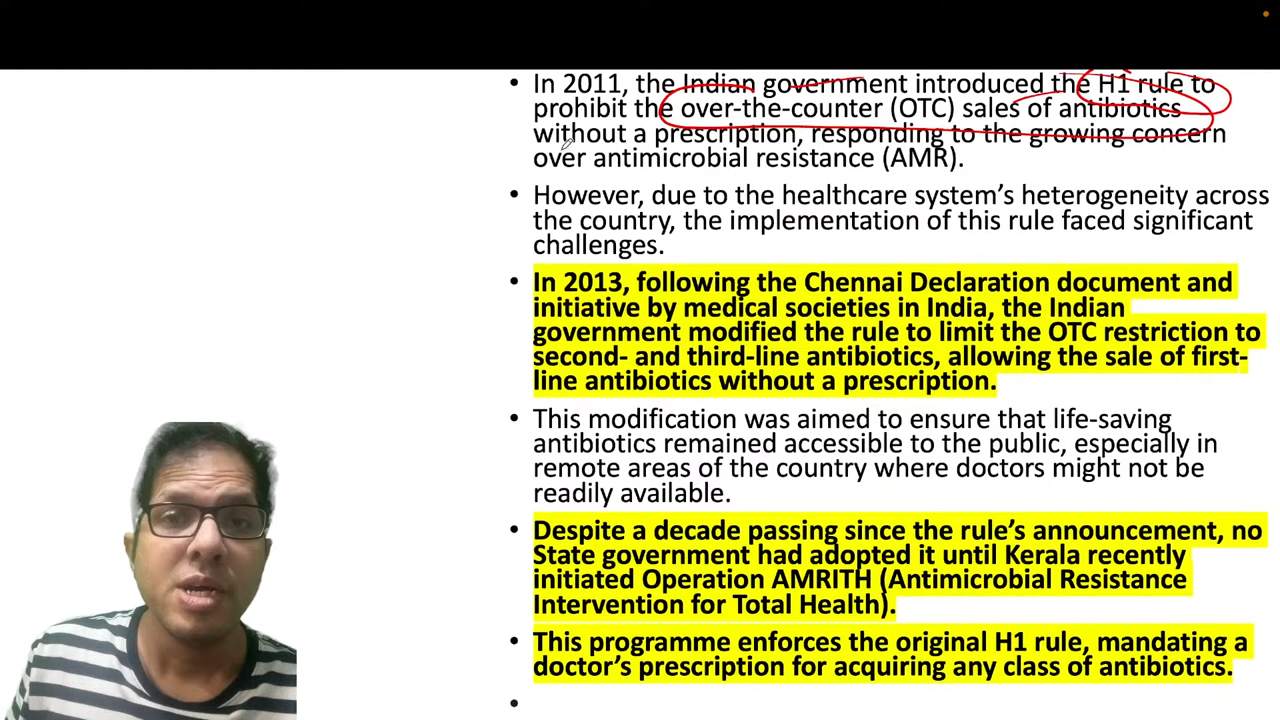 • In 2011, the Indian government introduced the H1 rule to
prohibit the over-the-counter (OTC) sales of antibiotics
without a prescription, responding to the growing concern
over antimicrobial resistance (AMR).
• However, due to the healthcare system’s heterogeneity across
the country, the implementation of this rule faced significant
challenges.
• In 2013, following the Chennai Declaration document and
initiative by medical societies in India, the Indian
government modified the rule to limit the OTC restriction to
second- and third-line antibiotics, allowing the sale of first-
line antibiotics without a prescription.
• This modification was aimed to ensure that life-saving
antibiotics remained accessible to the public, especially in
remote areas of the country where doctors might not be
readily available.
• Despite a decade passing since the rule’s announcement, no
State government had adopted it until Kerala recently
initiated Operation AMRITH (Antimicrobial Resistance
Intervention for Total Health).
• This programme enforces the original H1 rule, mandating a
doctor’s prescription for acquiring any class of antibiotics.
•